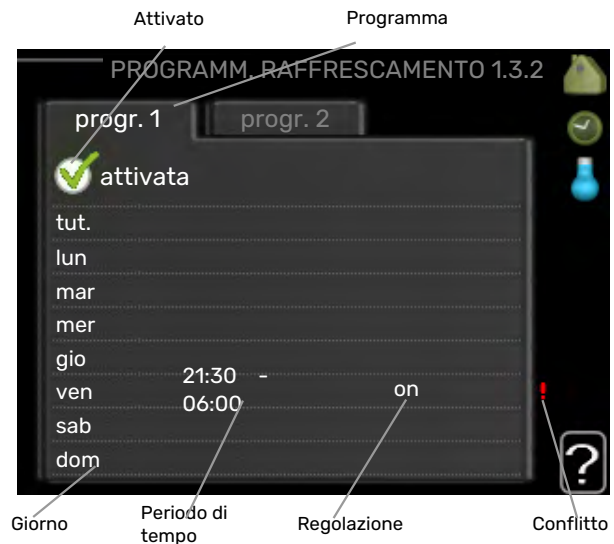 Attivato
Programma
PROGRAMM. RAFFRESCAMENTO 1.3.2
progr. 1
progr. 2
attivata
tut.
lun
mar
mer
gio
ven
21:30 -
06:00
on
!
sab
dom
?
Giorno
Periodo di
tempo
Regolazione
Conflitto